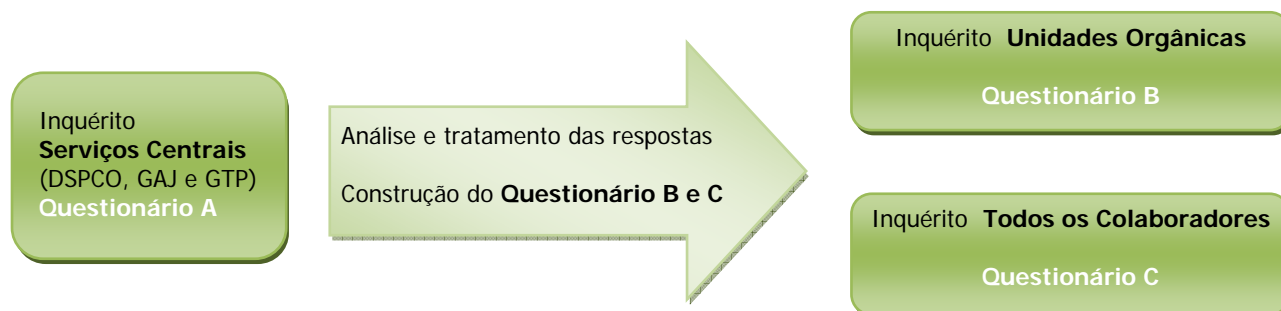 Inquérito
Serviços Centrais
(DSPCO, GAJ e GTP)
Questionário A
Análise e tratamento das respostas
Construção do Questionário B e C
Inquérito Unidades Orgânicas
Questionário B
Inquérito Todos os Colaboradores
Questionário C